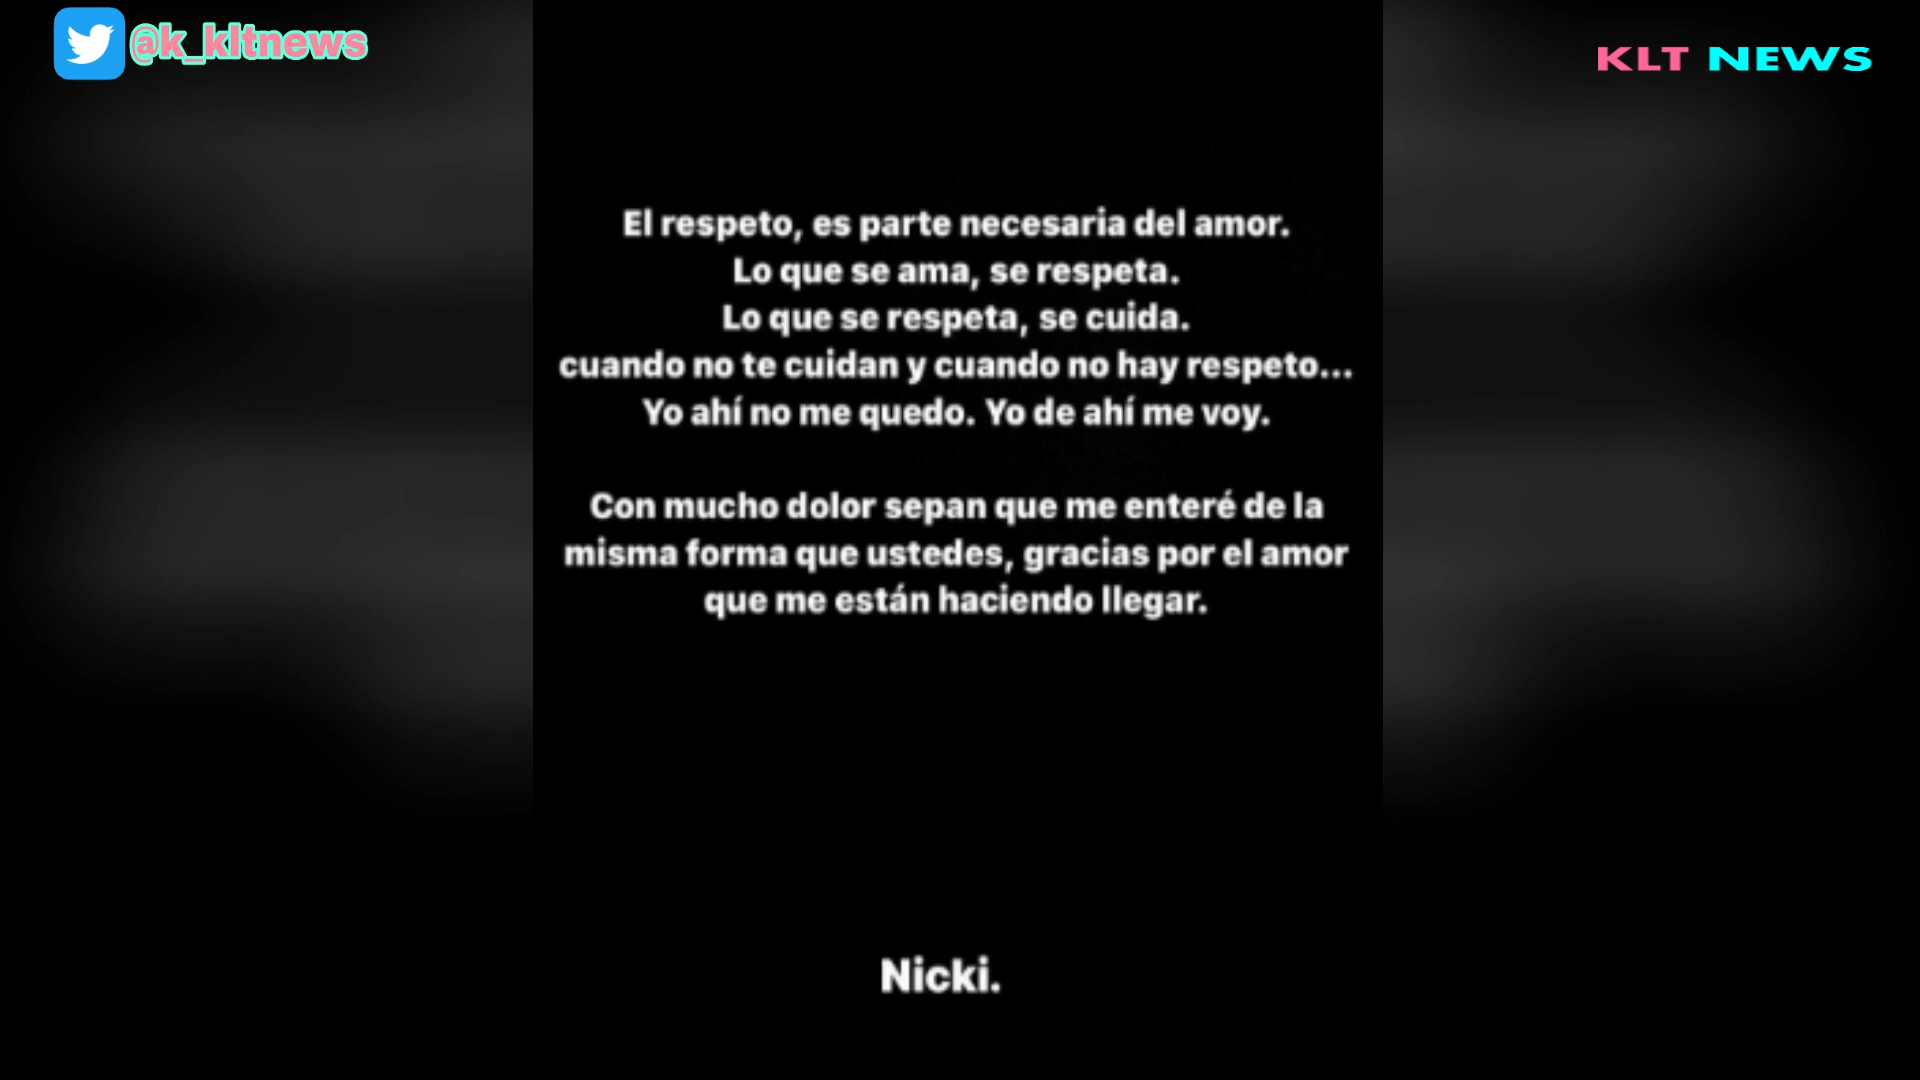 @k_kltnews
KLT NEWS
El respeto, es parte necesaria del amor.
Lo que se ama, se respeta.
Lo que se respeta, se cuida.
cuando no te cuidan y cuando no hay respeto...
Yo ahí no me quedo. Yo de ahí me voy.
Con mucho dolor sepan que me enteré de la
misma forma que ustedes, gracias por el amor
que me están haciendo llegar.
Nicki.